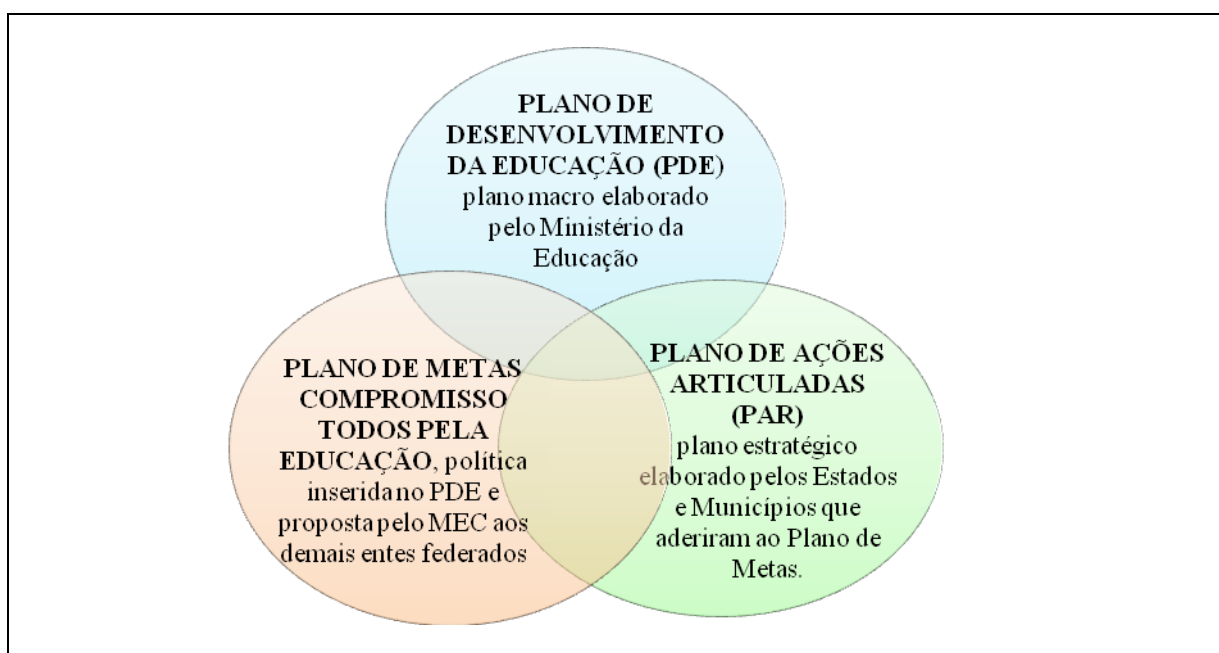 PLANO DE
DESENVOLVIMENTO
DA EDUCAÇÃO (PDE)
plano macro elaborado
pelo Ministério da
Educação
PLANO DE METAS
COMPROMISSO
TODOS PELA
EDUCAÇÃO, política
inserida no PDE e
proposta pelo MEC aos
demais entes federados
PLANO DE AÇÕES
ARTICULADAS
(PAR)
plano estratégico
elaborado pelos Estados
e Municípios que
aderiram ao Plano de
Metas.